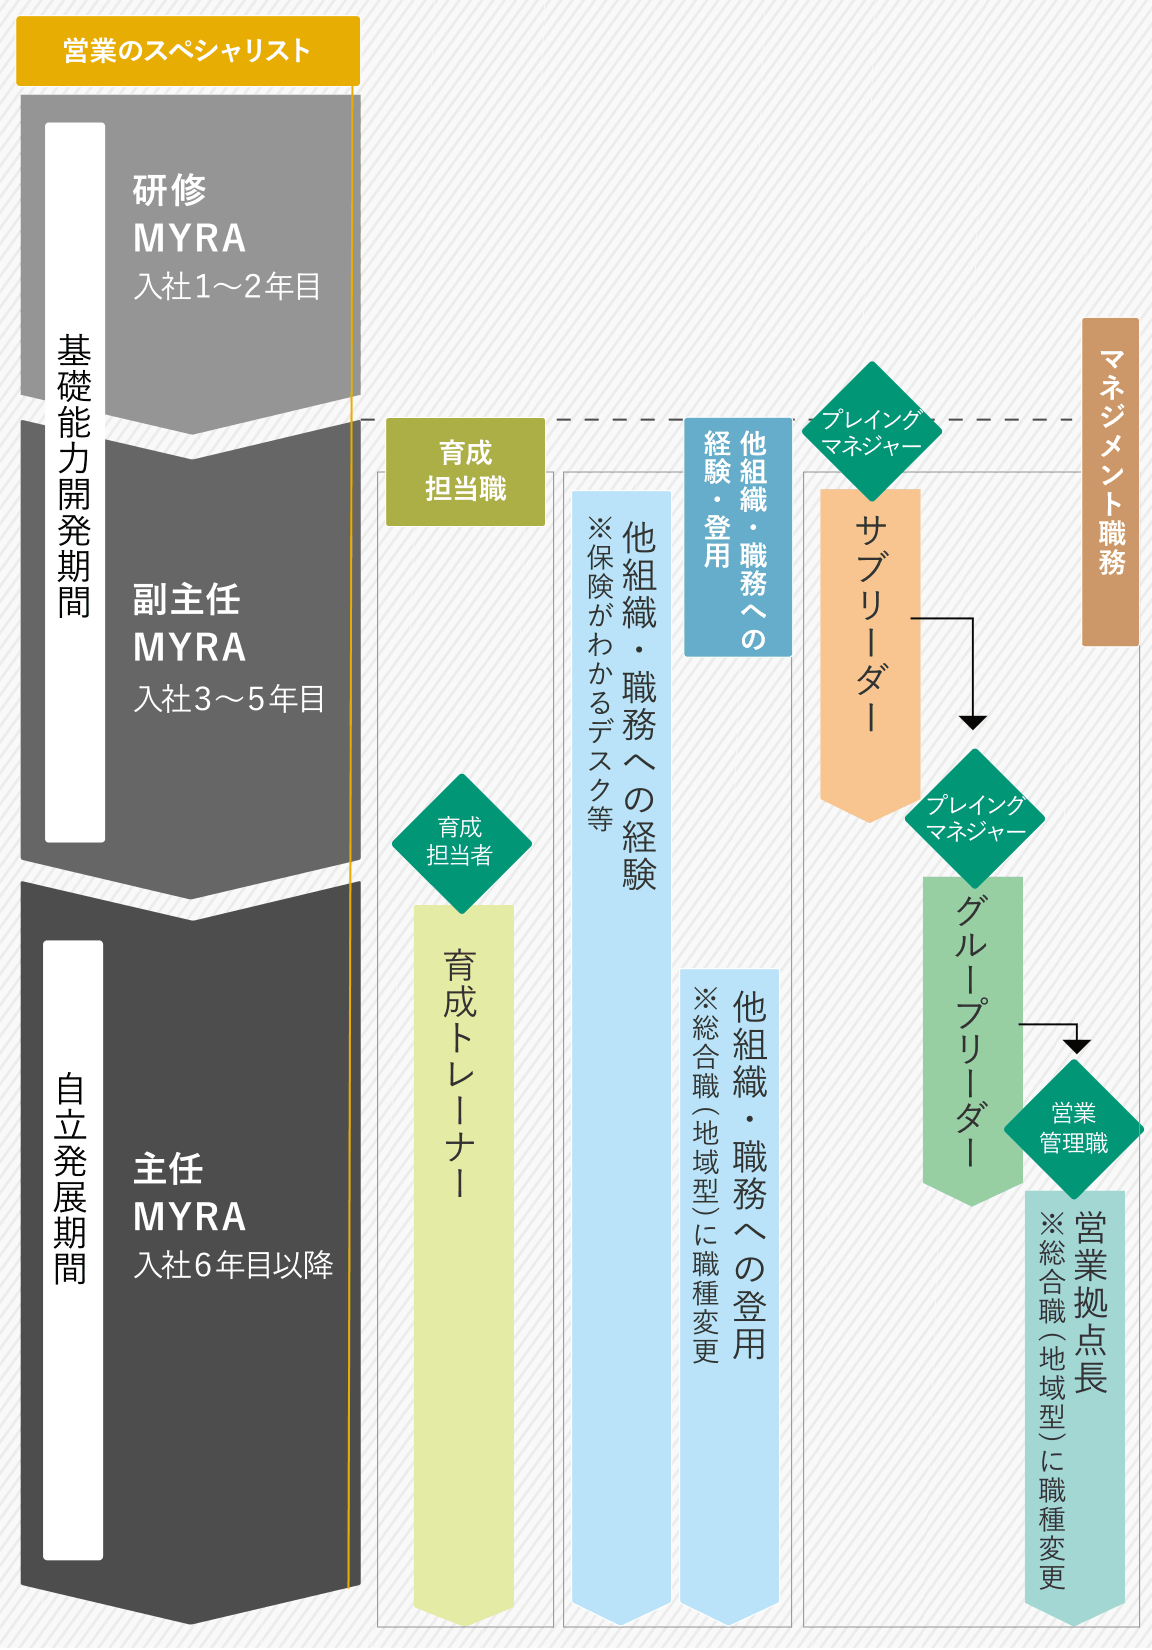 営業のスペシャリスト
基礎能力開発期間
研修
MYRA
入社1〜2年目
副主任
MYRA
入社3〜5年目
自立発展期間
主任
MYRA
入社6年目以降
育成
担当職
育成
担当者
育成トレーナー
他組織・職務への
経験・登用
他組織・職務への経験
※保険がわかるデスク等
他組織・職務への登用
※総合職（地域型）に職種変更
マネジメント職務
プレイング
マネジャー
サブリーダー
プレイング
マネジャー
グループリーダー
営業
管理職
営業拠点長
※総合職（地域型）に職種変更